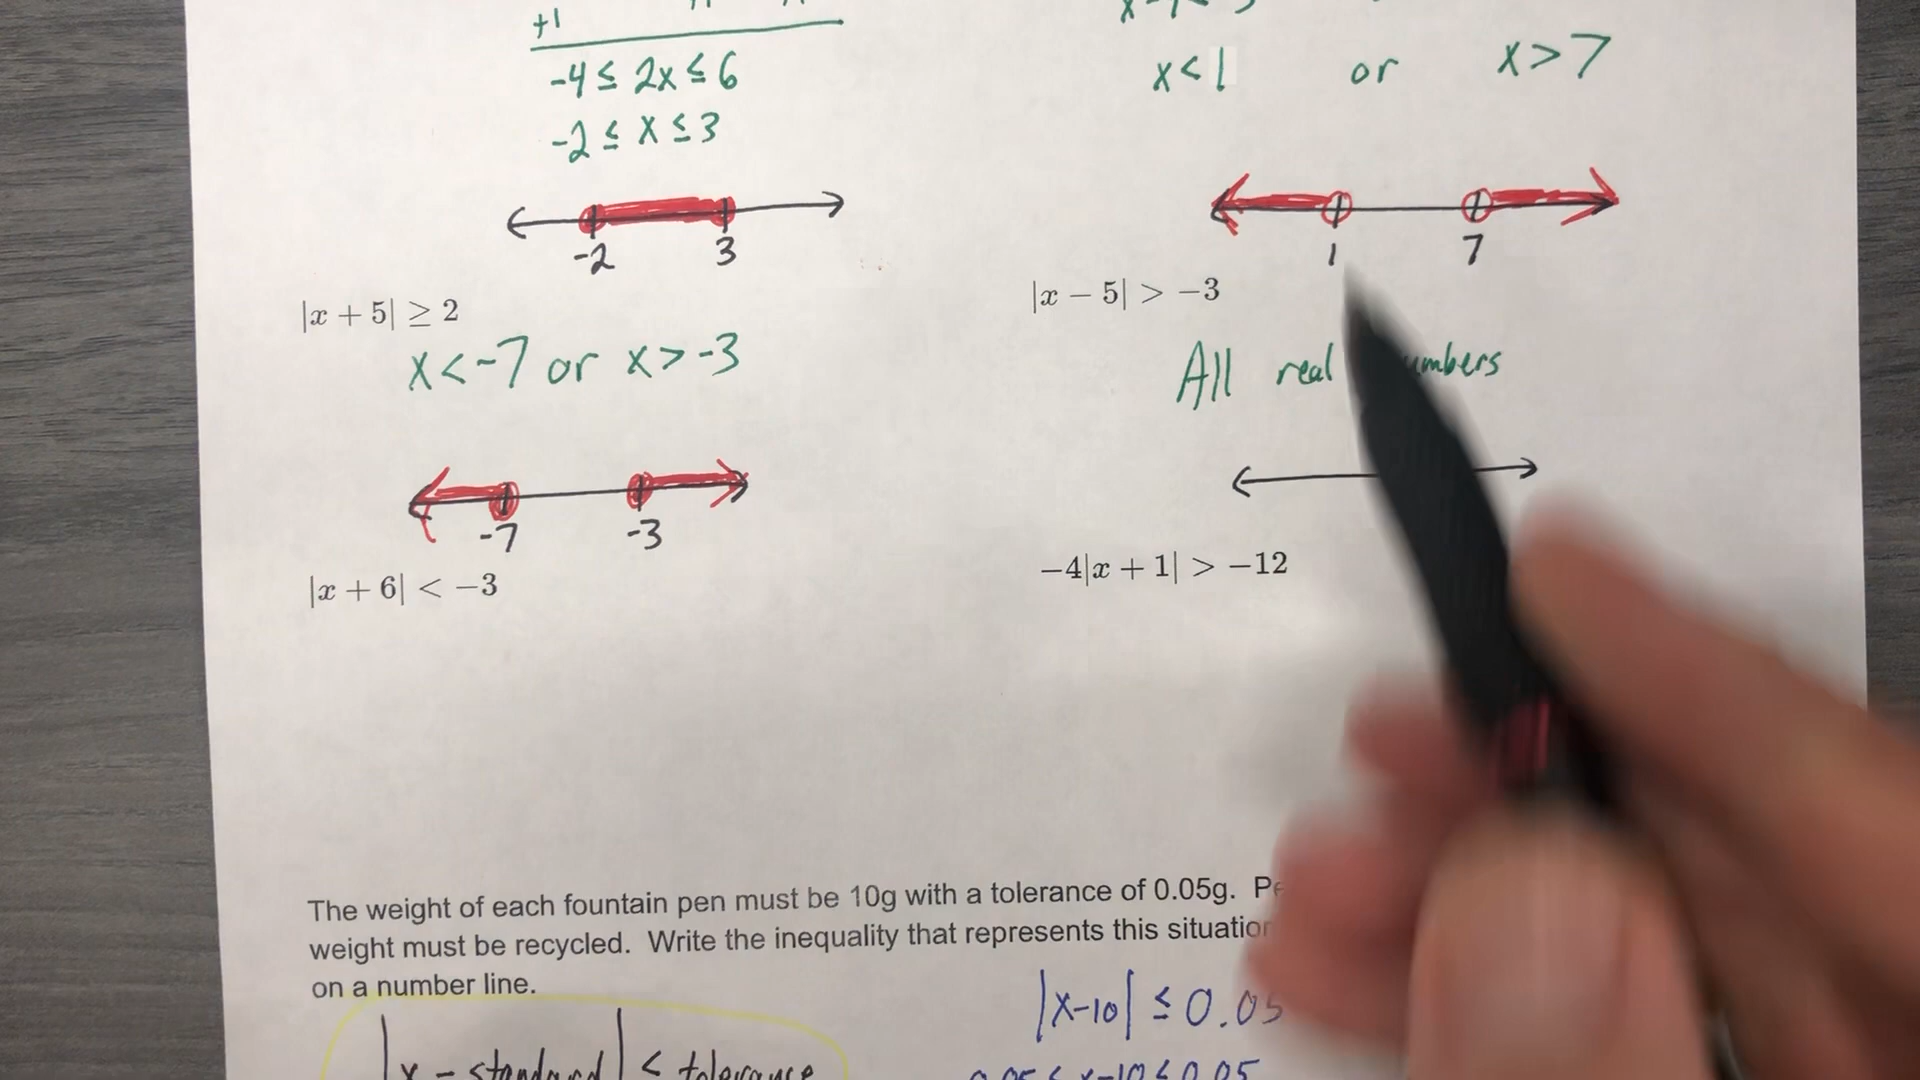 +1
-4 ≤ 2x ≤ 6
-2 ≤ x ≤ 3
-2 3
x < 1 or x > 7
1 7
|x + 5| ≥ 2
x < -7 or x > -3
-7 -3
|x − 5| > −3
All real
|x + 6| < −3
−4|x + 1| > −12
The weight of each fountain pen must be 10g with a tolerance of 0.05g.
weight must be recycled. Write the inequality that represents this
on a number line.
|x-10| ≤ 0.05
|x - standard| < tolerance